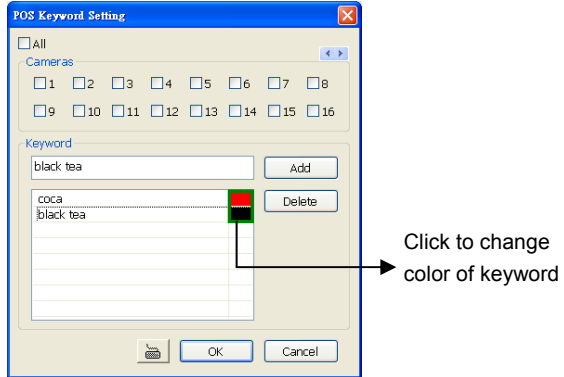 POS Keyword Setting
All
Cameras
1 2 3 4 5 6 7 8
9 10 11 12 13 14 15 16
Keyword
black tea Add
coca Delete
black tea
Click to change
color of keyword
OK Cancel